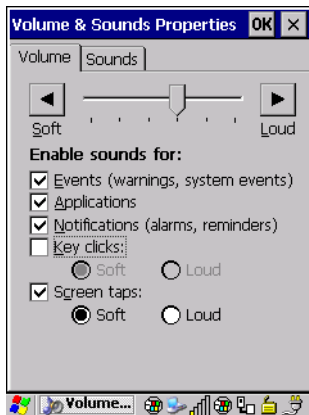 Volume & Sounds Properties OK ×
Volume Sounds
Soft Loud
Enable sounds for:
Events (warnings, system events)
Applications
Notifications (alarms, reminders)
Key clicks:
Soft Loud
Screen taps:
Soft Loud
Volume...